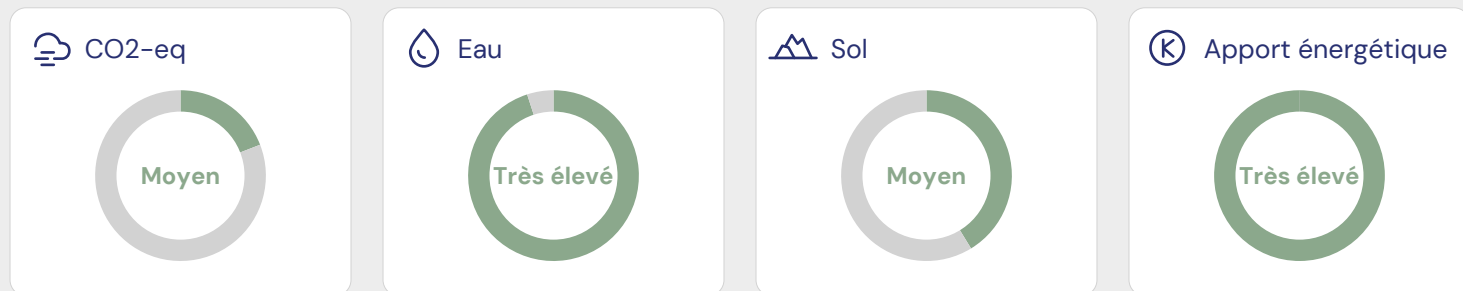 CO2-eq
Moyen
Eau
Très élevé
Sol
Moyen
Apport énergétique
Très élevé